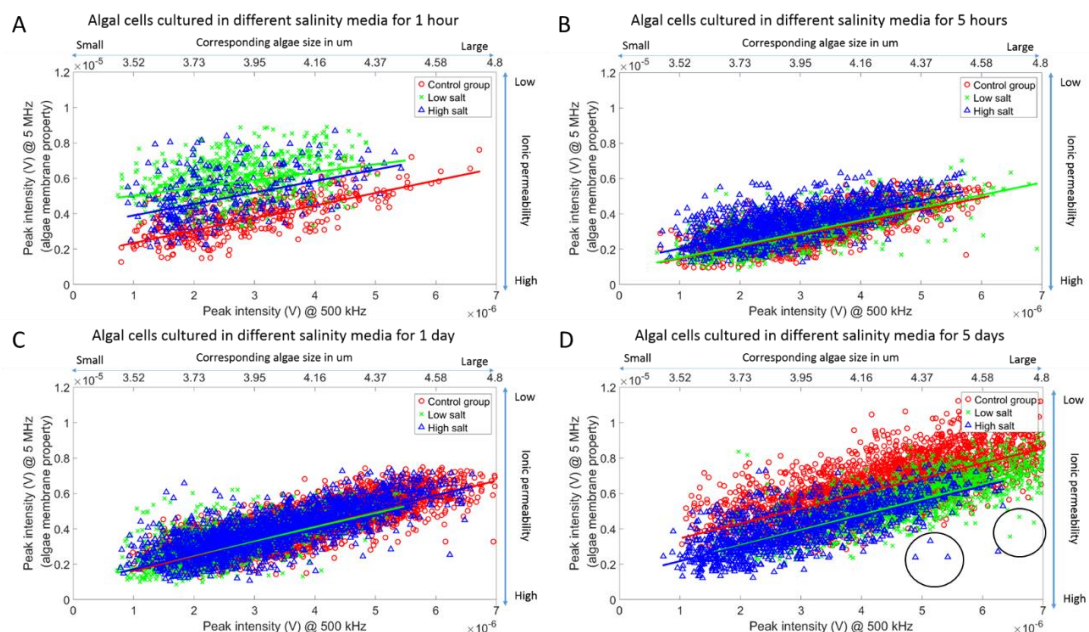 A
Algal cells cultured in different salinity media for 1 hour
Small
Corresponding algae size in um
Large
3.52 3.73 3.95 4.16 4.37 4.58 4.8
×10⁻⁵
1.2
1
0.8
0.6
0.4
0.2
0
Peak intensity (V) @ 5 MHz
(algae membrane property)
Control group
Low salt
High salt
Low
Ionic permeability
High
0 1 2 3 4 5 6 7
×10⁻⁶
Peak intensity (V) @ 500 kHz
B
Algal cells cultured in different salinity media for 5 hours
Small
Corresponding algae size in um
Large
3.52 3.73 3.95 4.16 4.37 4.58 4.8
×10⁻⁵
1.2
1
0.8
0.6
0.4
0.2
0
Peak intensity (V) @ 5 MHz
(algae membrane property)
Control group
Low salt
High salt
Low
Ionic permeability
High
0 1 2 3 4 5 6 7
×10⁻⁶
Peak intensity (V) @ 500 kHz
C
Algal cells cultured in different salinity media for 1 day
Small
Corresponding algae size in um
Large
3.52 3.73 3.95 4.16 4.37 4.58 4.8
×10⁻⁵
1.2
1
0.8
0.6
0.4
0.2
0
Peak intensity (V) @ 5 MHz
(algae membrane property)
Control group
Low salt
High salt
Low
Ionic permeability
High
0 1 2 3 4 5 6 7
×10⁻⁶
Peak intensity (V) @ 500 kHz
D
Algal cells cultured in different salinity media for 5 days
Small
Corresponding algae size in um
Large
3.52 3.73 3.95 4.16 4.37 4.58 4.8
×10⁻⁵
1.2
1
0.8
0.6
0.4
0.2
0
Peak intensity (V) @ 5 MHz
(algae membrane property)
Control group
Low salt
High salt
Low
Ionic permeability
High
0 1 2 3 4 5 6 7
×10⁻⁶
Peak intensity (V) @ 500 kHz